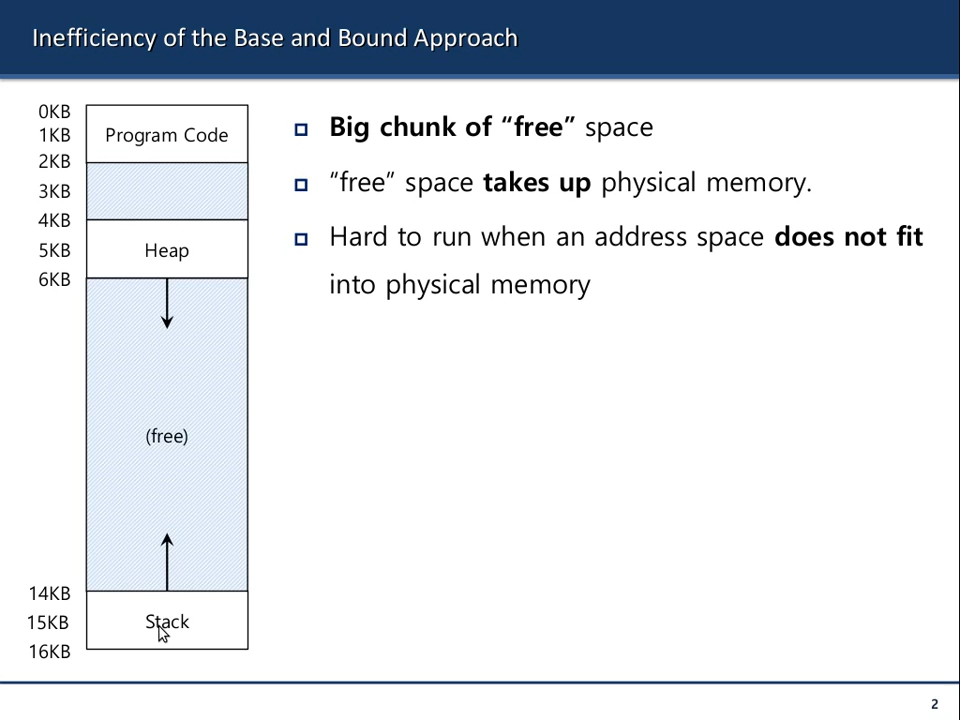 Inefficiency of the Base and Bound Approach
0KB
1KB
Program Code
2KB
3KB
4KB
5KB
Heap
6KB
(free)
14KB
15KB
Stack
16KB
Big chunk of “free” space
“free” space takes up physical memory.
Hard to run when an address space does not fit
into physical memory
2